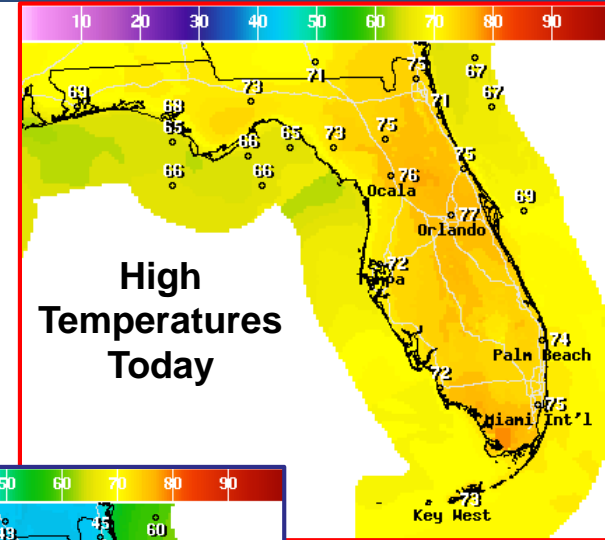 10 20 30 40 50 60 70 80 90
71 75 67
73 67
69 71
68
65 75
66 65 73 75
66 66 76
Ocala
77 69
Orlando
72
Tampa
High
Temperatures
Today
74
Palm Beach
72
75
Miami Int'l
73
Key West
50 60 70 80 90
43 45 60